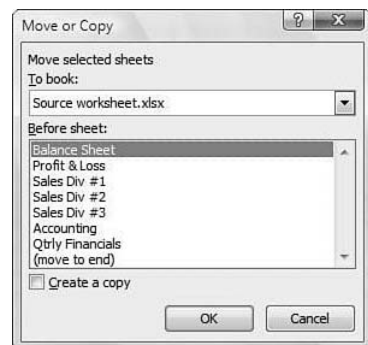 Move or Copy
Move selected sheets
To book:
Source worksheet.xlsx
Before sheet:
Balance Sheet
Profit & Loss
Sales Div #1
Sales Div #2
Sales Div #3
Accounting
Qtrly Financials
(move to end)
Create a copy
OK
Cancel